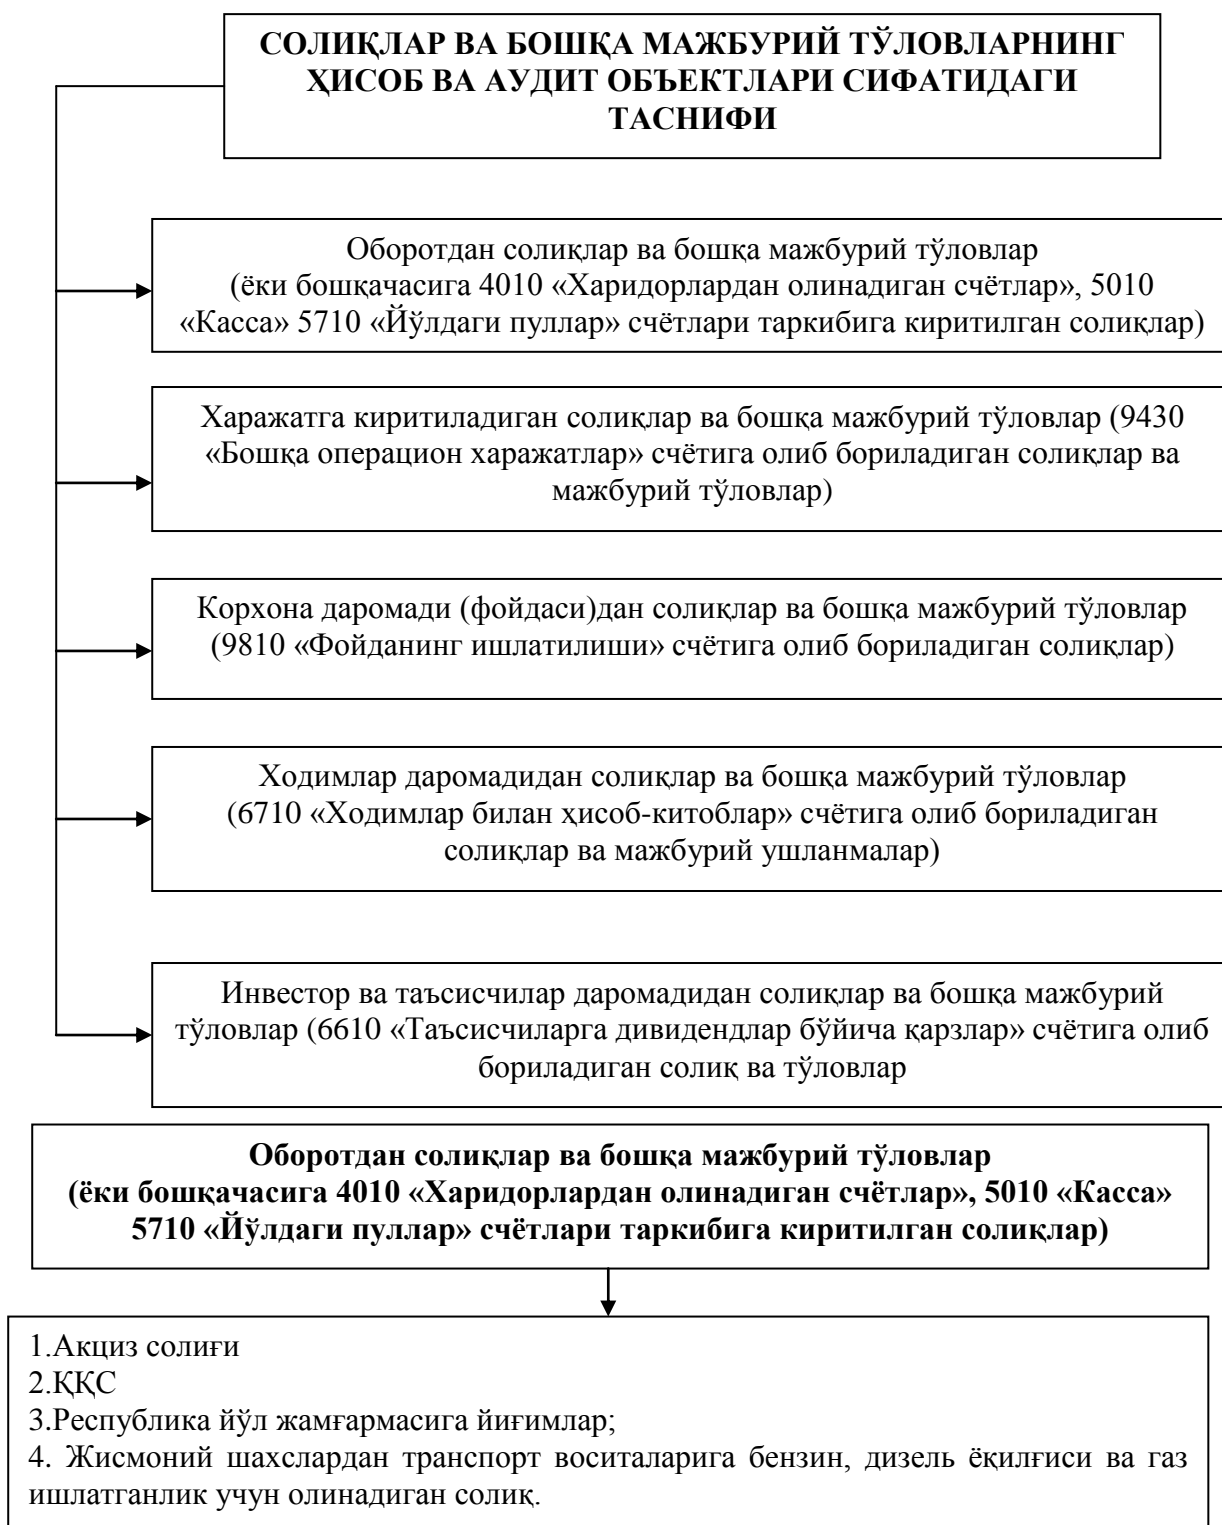 СОЛИҚЛАР ВА БОШҚА МАЖБУРИЙ ТЎЛОВЛАРНИНГ
ҲИСОБ ВА АУДИТ ОБЪЕКТЛАРИ СИФАТИДАГИ
ТАСНИФИ
Оборотдан солиқлар ва бошқа мажбурий тўловлар
(ёки бошқачасига 4010 «Харидорлардан олинадиган счётлар», 5010
«Касса» 5710 «Йўлдаги пуллар» счётлари таркибига киритилган солиқлар)
Харажатга киритиладиган солиқлар ва бошқа мажбурий тўловлар (9430
«Бошқа операцион харажатлар» счётига олиб бориладиган солиқлар ва
мажбурий тўловлар)
Корхона даромади (фойдаси)дан солиқлар ва бошқа мажбурий тўловлар
(9810 «Фойданинг ишлатилиши» счётига олиб бориладиган солиқлар)
Ходимлар даромадидан солиқлар ва бошқа мажбурий тўловлар
(6710 «Ходимлар билан ҳисоб-китоблар» счётига олиб бориладиган
солиқлар ва мажбурий ушланмалар)
Инвестор ва таъсисчилар даромадидан солиқлар ва бошқа мажбурий
тўловлар (6610 «Таъсисчиларга дивидендлар бўйича қарзлар» счётига олиб
бориладиган солиқ ва тўловлар
Оборотдан солиқлар ва бошқа мажбурий тўловлар
(ёки бошқачасига 4010 «Харидорлардан олинадиган счётлар», 5010 «Касса»
5710 «Йўлдаги пуллар» счётлари таркибига киритилган солиқлар)
1.Акциз солиғи
2.ҚҚС
3.Республика йўл жамғармасига йиғимлар;
4. Жисмоний шахслардан транспорт воситаларига бензин, дизель ёқилғиси ва газ
ишлатганлик учун олинадиган солиқ.